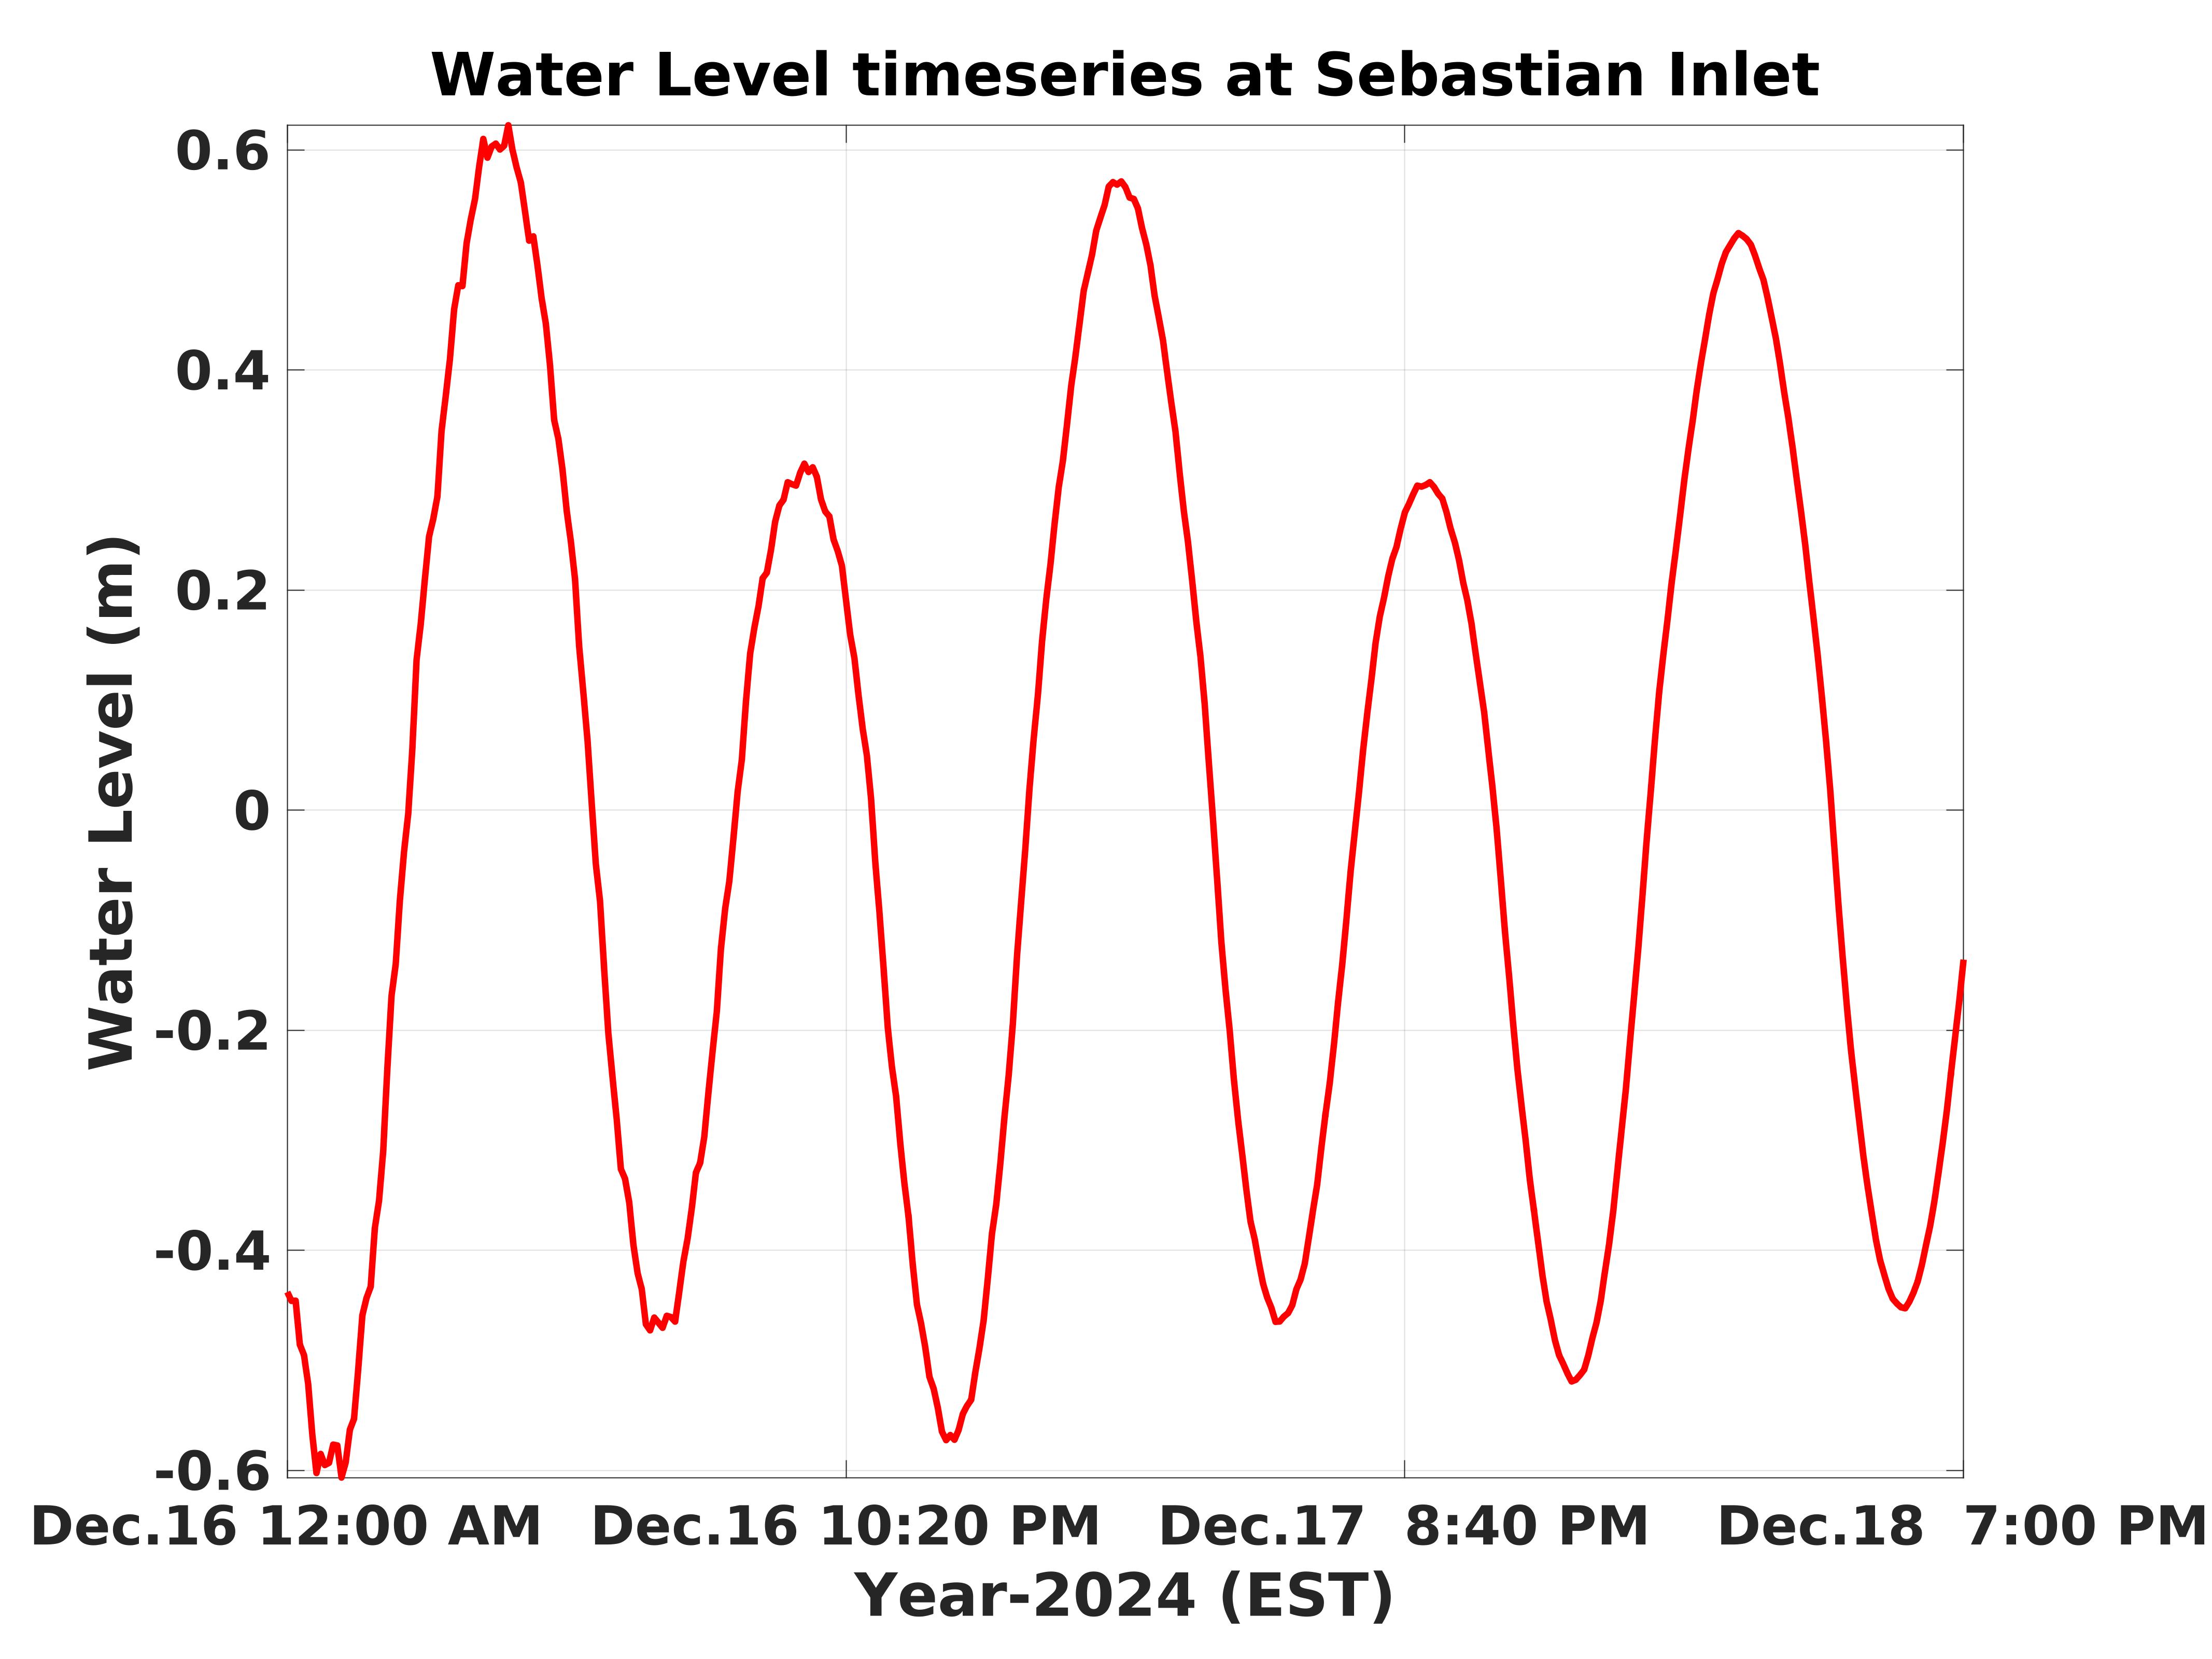 Water Level timeseries at Sebastian Inlet
Water Level (m)
0.6
0.4
0.2
0
-0.2
-0.4
-0.6
Dec.16 12:00 AM Dec.16 10:20 PM Dec.17 8:40 PM Dec.18 7:00 PM
Year-2024 (EST)